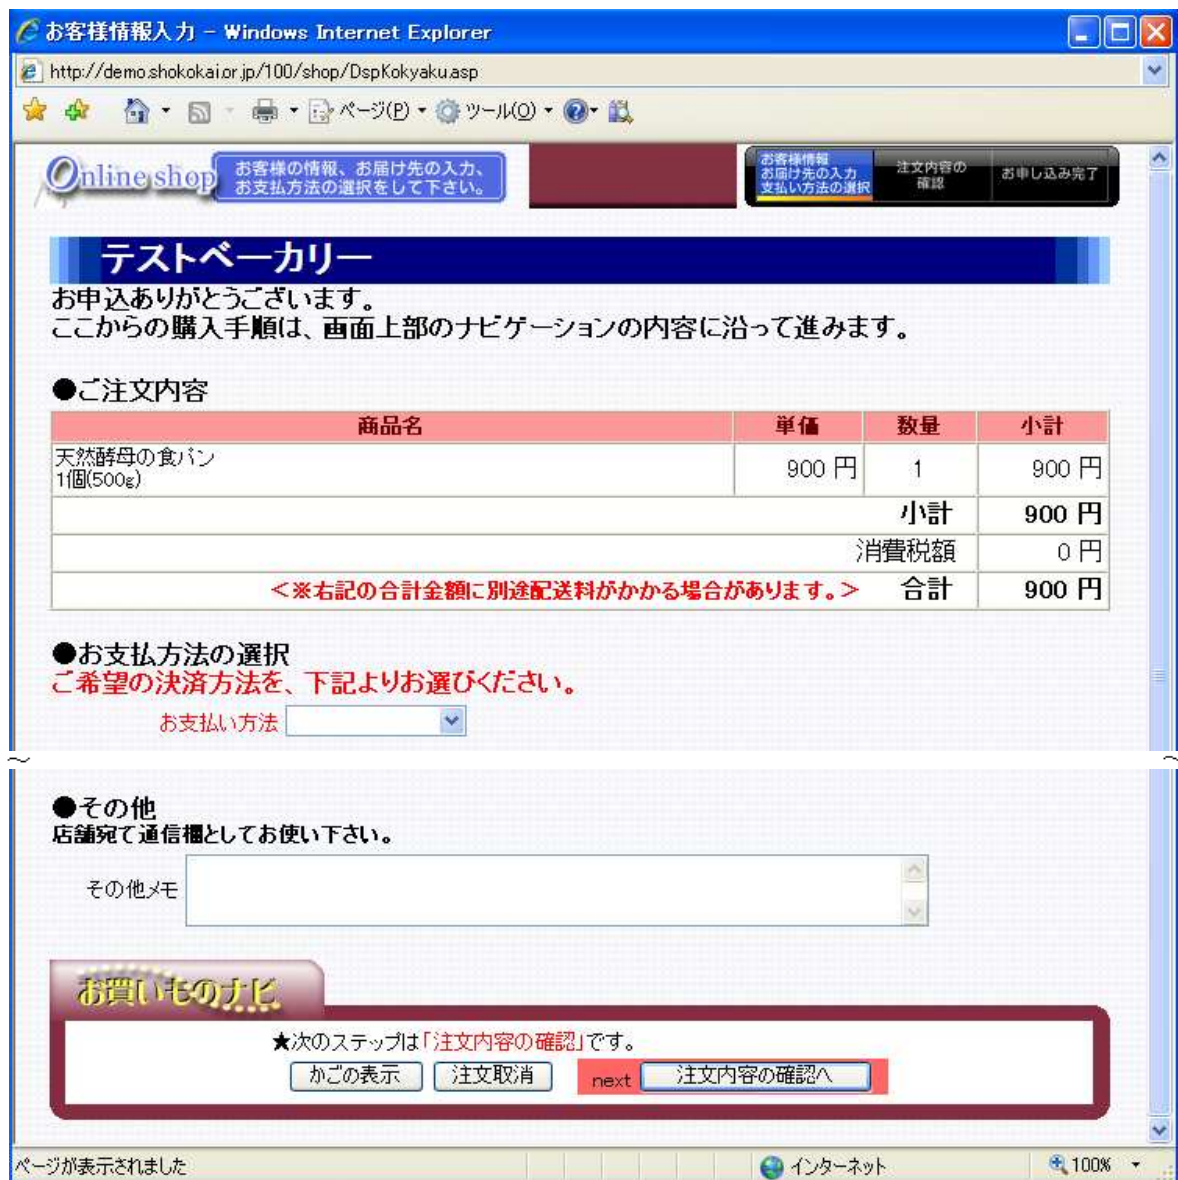 お客様情報入力 - Windows Internet Explorer
http://demo.shokokai.or.jp/100/shop/DspKokyaku.asp
ページ(P) ツール(O)
Online shop
お客様の情報、お届け先の入力、
お支払方法の選択をして下さい。
お客様情報
お届け先の入力
支払い方法の選択
注文内容の
確認
お申し込み完了
テストベーカリー
お申込ありがとうございます。
ここからの購入手順は、画面上部のナビゲーションの内容に沿って進みます。
●ご注文内容
商品名 単価 数量 小計
天然酵母の食パン
1個(500g)
900 円 1 900 円
小計 900 円
消費税額 0 円
＜※右記の合計金額に別途配送料がかかる場合があります。＞ 合計 900 円
●お支払方法の選択
ご希望の決済方法を、下記よりお選びください。
お支払い方法
～ ～
●その他
店舗宛て通信欄としてお使い下さい。
その他メモ
お買いものナビ
★次のステップは「注文内容の確認」です。
かごの表示 注文取消 next 注文内容の確認へ
ページが表示されました インターネット 100%